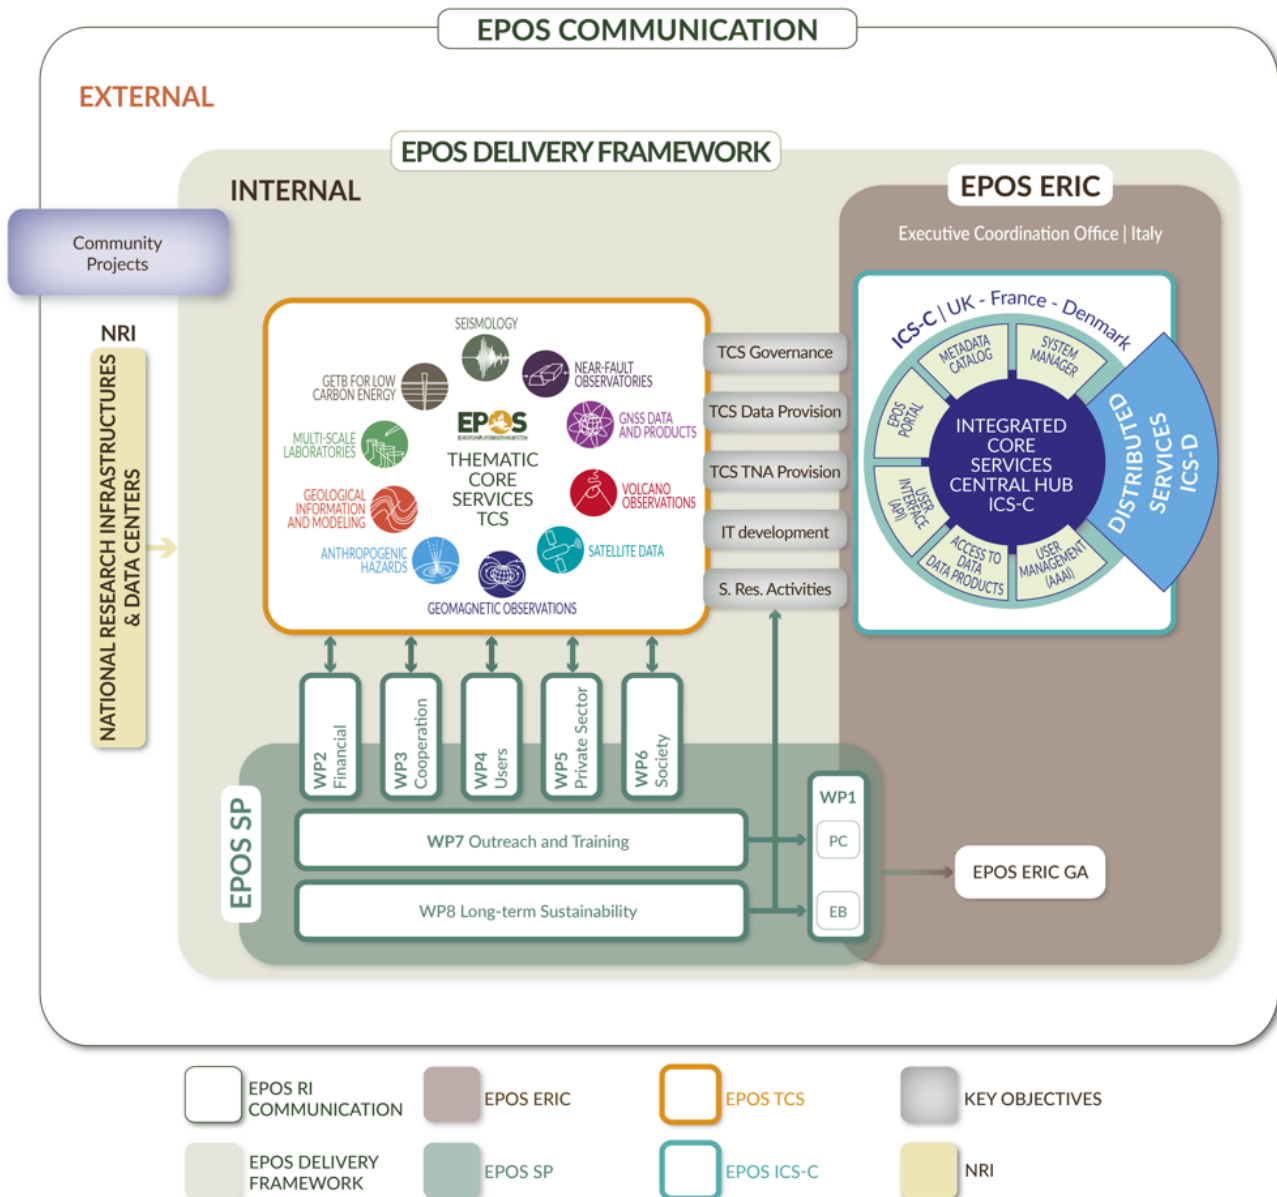 EPOS COMMUNICATION
EXTERNAL
EPOS DELIVERY FRAMEWORK
INTERNAL
EPOS ERIC
Executive Coordination Office | Italy
Community
Projects
NRI
NATIONAL RESEARCH INFRASTRUCTURES
& DATA CENTERS
SEISMOLOGY
NEAR-FAULT
OBSERVATORIES
GETB FOR LOW
CARBON ENERGY
GNSS DATA
AND PRODUCTS
MULTI-SCALE
LABORATORIES
EPOS
THEMATIC
CORE
SERVICES
TCS
GEOLOGICAL
INFORMATION
AND MODELING
VOLCANO
OBSERVATIONS
ANTHROPOGENIC
HAZARDS
SATELLITE DATA
GEOMAGNETIC OBSERVATIONS
TCS Governance
TCS Data Provision
TCS TNA Provision
IT development
S. Res. Activities
ICS-C | UK - France - Denmark
METADATA
CATALOG
SYSTEM
MANAGER
EPOS
PORTAL
USER
INTERFACE
(API)
ACCESS TO
DATA
DATA PRODUCTS
USER
MANAGEMENT
(AAAI)
INTEGRATED
CORE
SERVICES
CENTRAL HUB
ICS-C
DISTRIBUTED
SERVICES
ICS-D
WP2
Financial
WP3
Cooperation
WP4
Users
WP5
Private Sector
WP6
Society
EPOS SP
WP7 Outreach and Training
WP8 Long-term Sustainability
WP1
PC
EB
EPOS ERIC GA
EPOS RI
COMMUNICATION
EPOS ERIC
EPOS TCS
KEY OBJECTIVES
EPOS DELIVERY
FRAMEWORK
EPOS SP
EPOS ICS-C
NRI